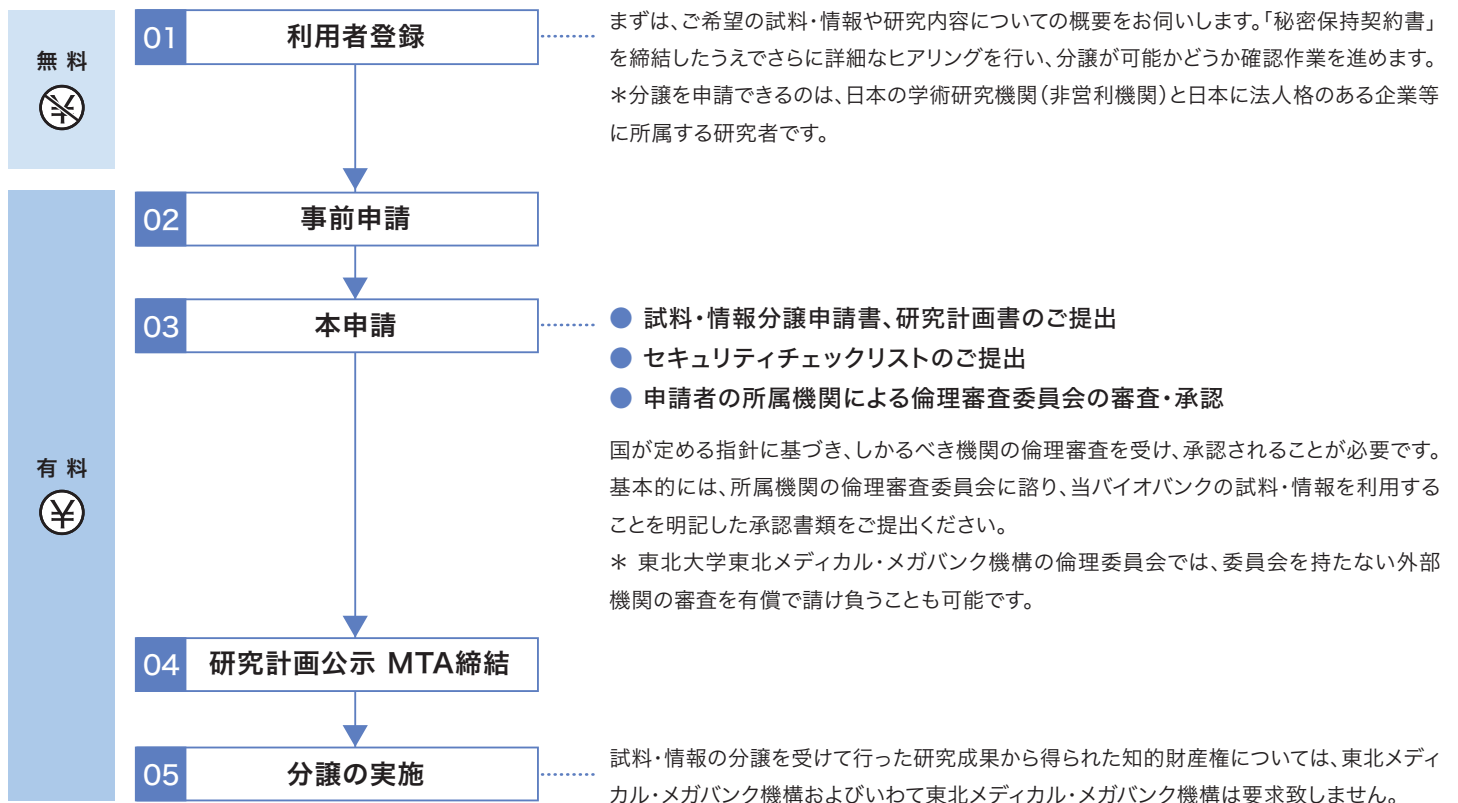 無料
01 利用者登録
まずは、ご希望の試料・情報や研究内容についての概要をお伺いします。「秘密保持契約書」
を締結したうえでさらに詳細なヒアリングを行い、分譲が可能かどうか確認作業を進めます。
＊分譲を申請できるのは、日本の学術研究機関(非営利機関)と日本に法人格のある企業等
に所属する研究者です。
有料
02 事前申請
03 本申請
● 試料・情報分譲申請書、研究計画書のご提出
● セキュリティチェックリストのご提出
● 申請者の所属機関による倫理審査委員会の審査・承認
国が定める指針に基づき、しかるべき機関の倫理審査を受け、承認されることが必要です。
基本的には、所属機関の倫理審査委員会に諮り、当バイオバンクの試料・情報を利用する
ことを明記した承認書類をご提出ください。
＊ 東北大学東北メディカル・メガバンク機構の倫理委員会では、委員会を持たない外部
機関の審査を有償で請け負うことも可能です。
04 研究計画公示 MTA締結
05 分譲の実施
試料・情報の分譲を受けて行った研究成果から得られた知的財産権については、東北メディ
カル・メガバンク機構およびいわて東北メディカル・メガバンク機構は要求致しません。